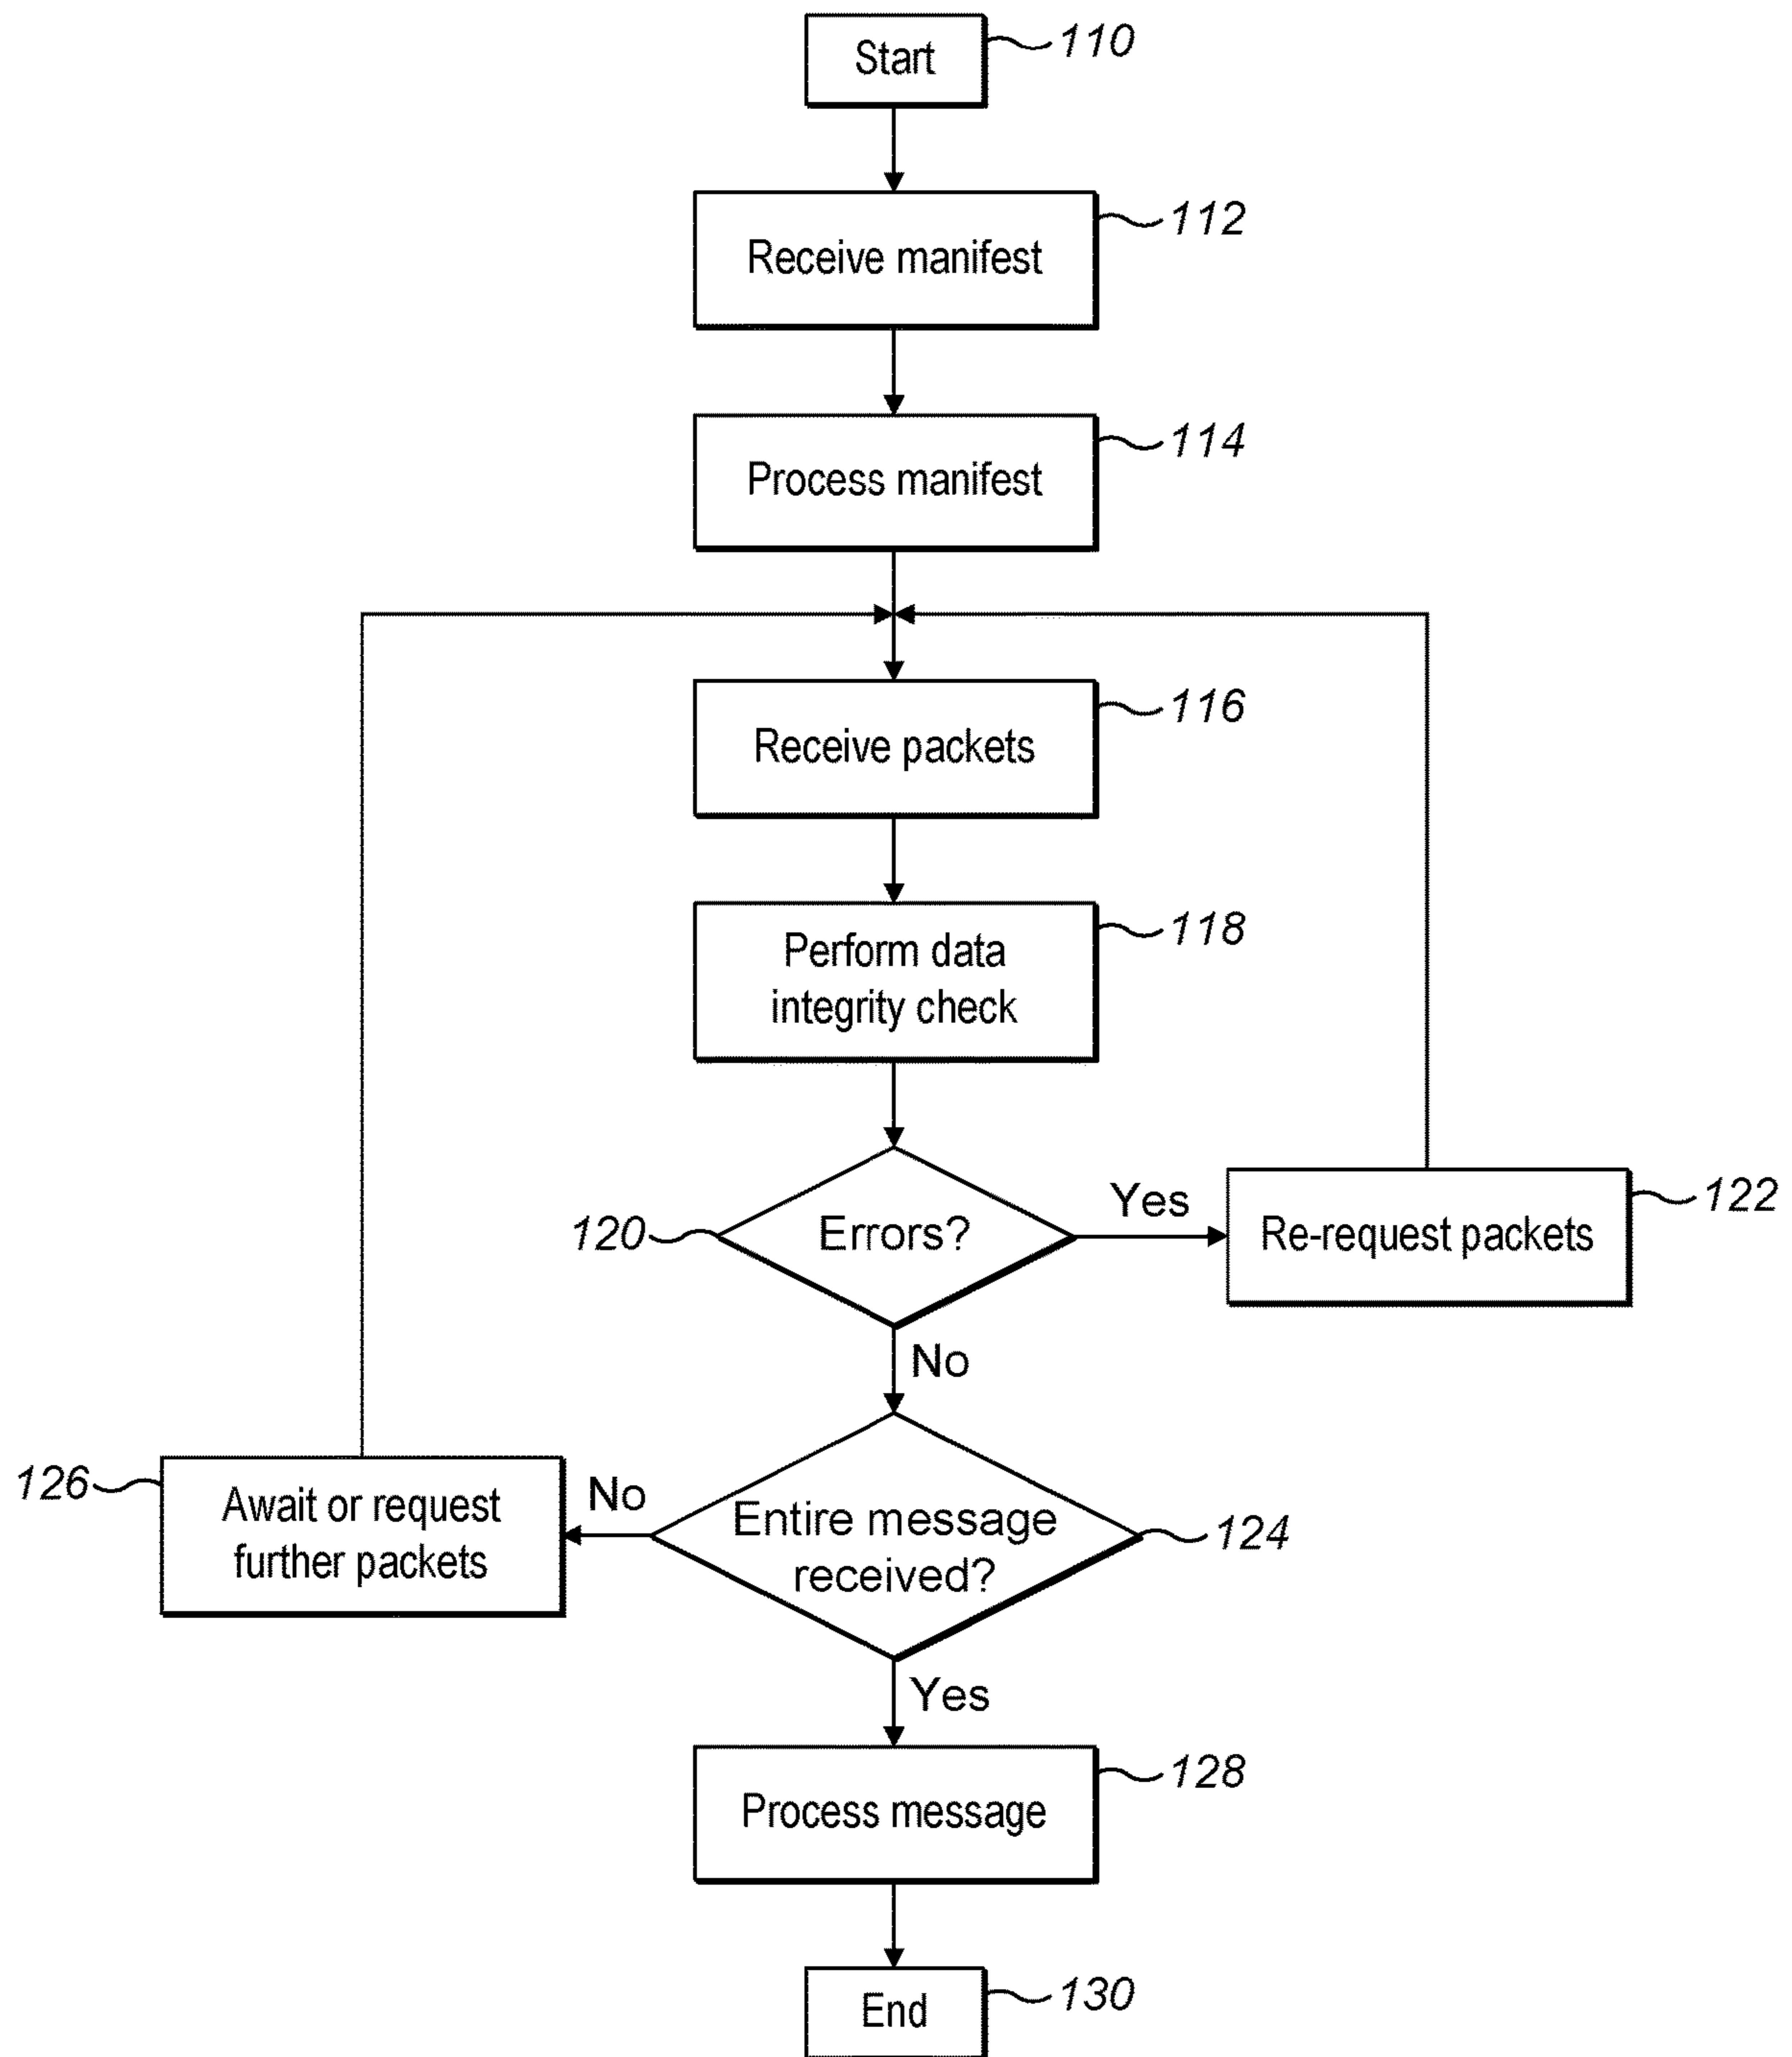 Start
110
Receive manifest
112
Process manifest
114
Receive packets
116
Perform data
integrity check
118
120
Errors?
Yes
Re-request packets
122
No
126
Await or request
further packets
No
Entire message
received?
124
Yes
Process message
128
End
130